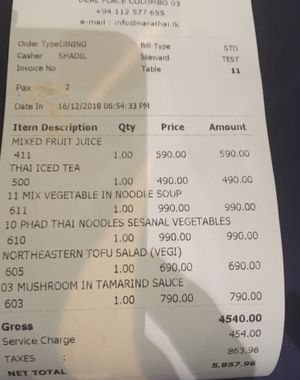 DEAL PLACE COLOMBO 03
+94 112 577 655
e-mail : info@narathai.lk
Order Type DINING Bill Type STD
Casher SHADIL Steward TEST
Invoice No Table 11
Pax 2
Date In 16/12/2018 06:54:33 PM
Item Description Qty Price Amount
MIXED FRUIT JUICE
411 1.00 590.00 590.00
THAI ICED TEA
500 1.00 490.00 490.00
11 MIX VEGETABLE IN NOODLE SOUP
611 1.00 990.00 990.00
10 PHAD THAI NOODLES SESANAL VEGETABLES
610 1.00 990.00 990.00
NORTHEASTERN TOFU SALAD (VEGI)
605 1.00 690.00 690.00
03 MUSHROOM IN TAMARIND SAUCE
603 1.00 790.00 790.00
Gross 4540.00
Service Charge 454.00
TAXES : 863.96
NET TOTAL 5,857.96